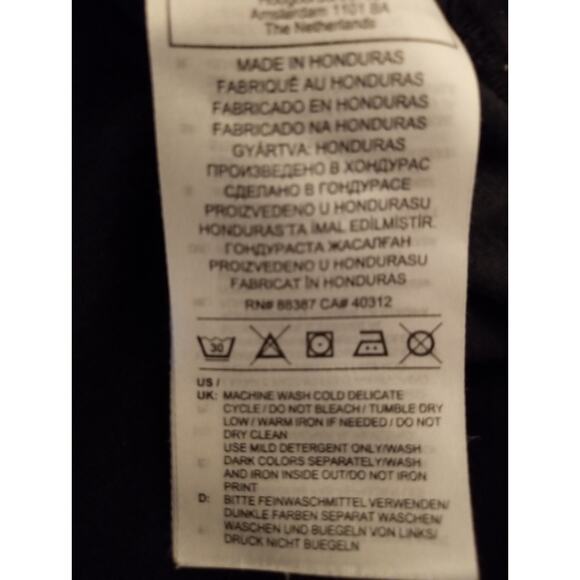 Amsterdam 1101 BA
The Netherlands
MADE IN HONDURAS
FABRIQUÉ AU HONDURAS
FABRICADO EN HONDURAS
FABRICADO NA HONDURAS
GYÁRTVA: HONDURAS
ПРОИЗВЕДЕНО В ХОНДУРАС
СДЕЛАНО В ГОНДУРАСЕ
PROIZVEDENO U HONDURASU
HONDURAS'TA İMAL EDİLMİŞTİR.
ГОНДУРАСТА ЖАСАЛҒАН
PROIZVEDENO U HONDURASU
FABRICAT ÎN HONDURAS
RN# 88387 CA# 40312
30
US /
UK: MACHINE WASH COLD DELICATE
CYCLE / DO NOT BLEACH / TUMBLE DRY
LOW / WARM IRON IF NEEDED / DO NOT
DRY CLEAN
USE MILD DETERGENT ONLY/WASH
DARK COLORS SEPARATELY/WASH
AND IRON INSIDE OUT/DO NOT IRON
PRINT
D: BITTE FEINWASCHMITTEL VERWENDEN/
DUNKLE FARBEN SEPARAT WASCHEN/
WASCHEN UND BUEGELN VON LINKS/
DRUCK NICHT BUEGELN